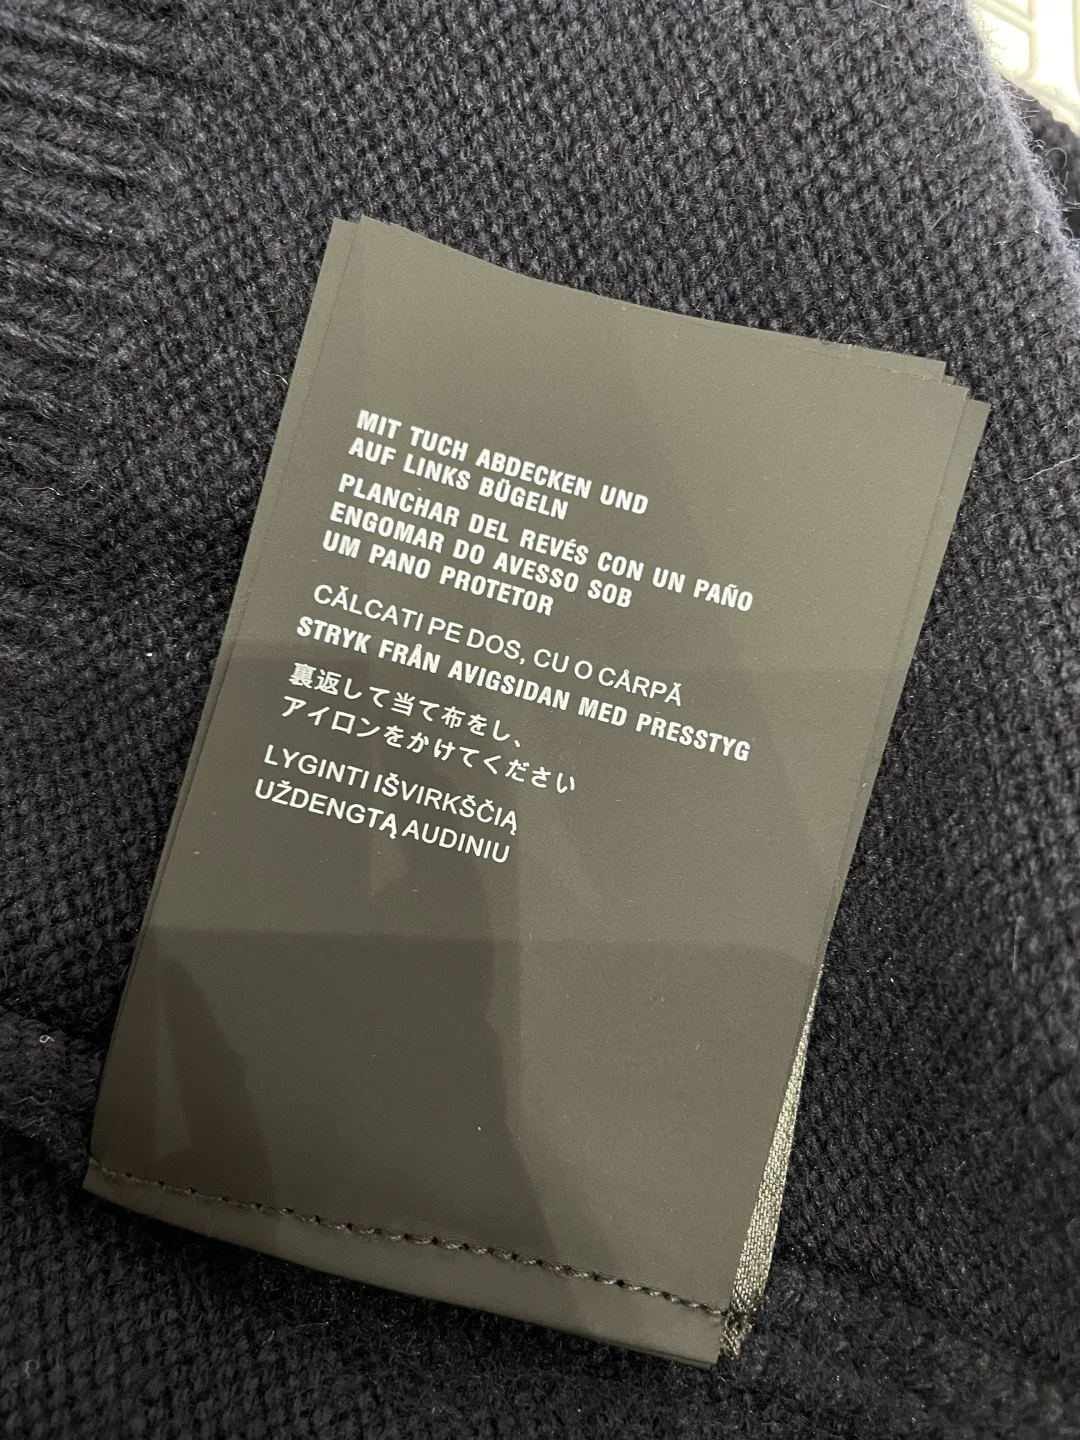 MIT TUCH ABDECKEN UND
AUF LINKS BÜGELN
PLANCHAR DEL REVÉS CON UN PAÑO
ENGOMAR DO AVESSO SOB
UM PANO PROTETOR
CĂLCATI PE DOS, CU O CÂRPĂ
STRYK FRÅN AVIGSIDAN MED PRESSTYG
裏返して当て布をし、
アイロンをかけてください
LYGINTI IŠVIRKŠČIĄ
UŽDENGTĄ AUDINIU